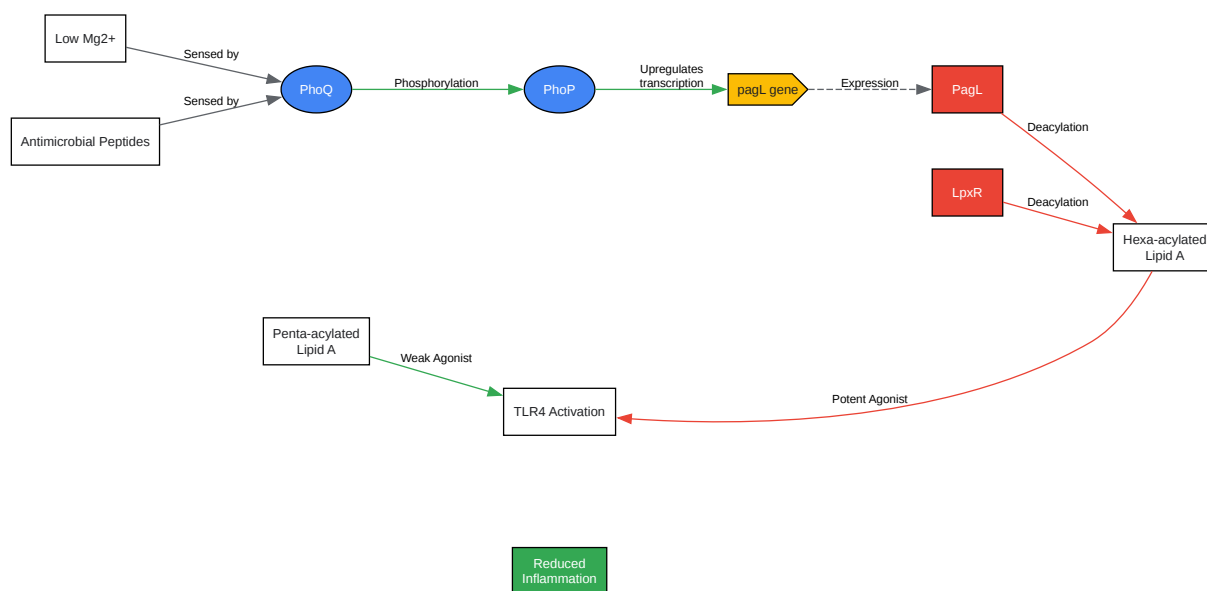 Low Mg2+
Sensed by
Antimicrobial Peptides
Sensed by
PhoQ
Phosphorylation
PhoP
Upregulates
transcription
pagL gene
Expression
PagL
Deacylation
LpxR
Deacylation
Hexa-acylated
Lipid A
Penta-acylated
Lipid A
Weak Agonist
TLR4 Activation
Potent Agonist
Reduced
Inflammation